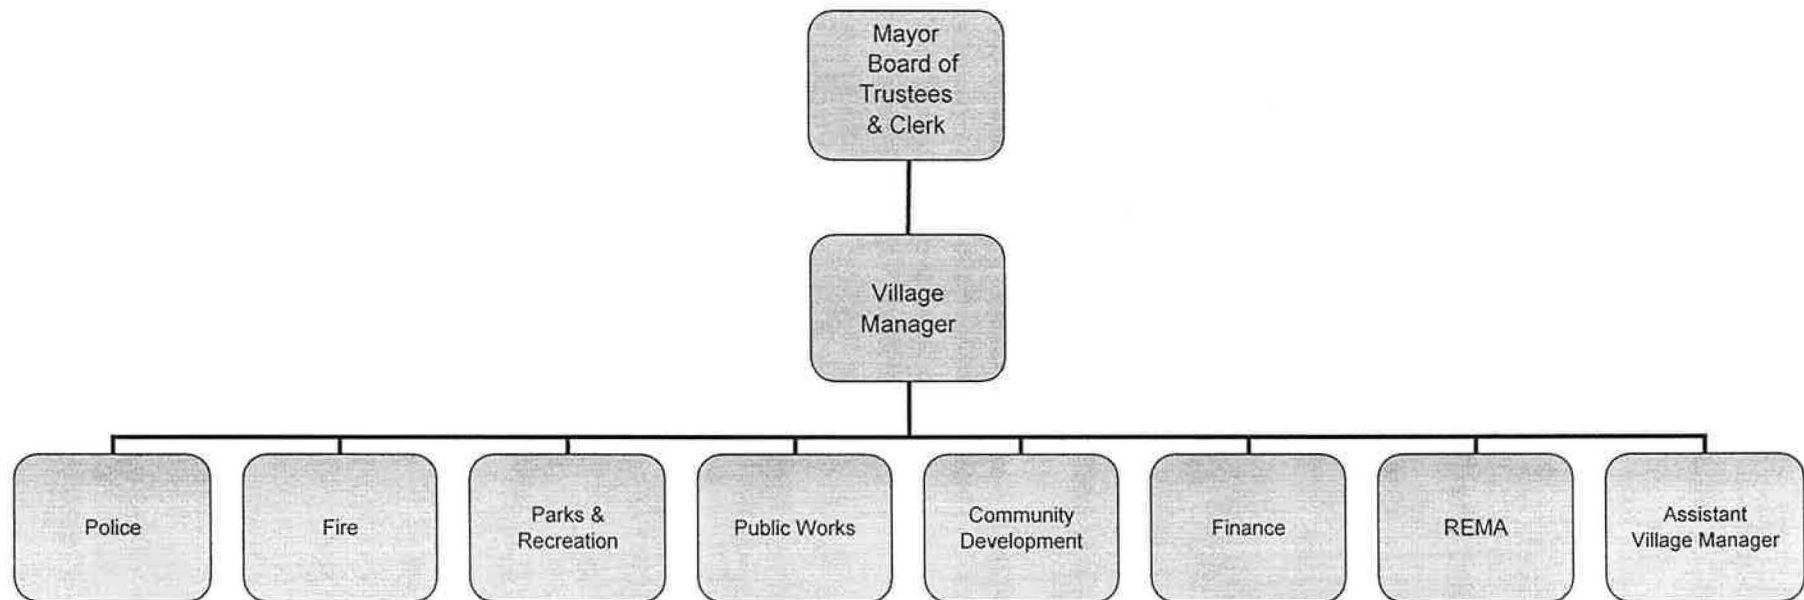 Mayor
Board of
Trustees
& Clerk
Village
Manager
Police
Fire
Parks &
Recreation
Public Works
Community
Development
Finance
REMA
Assistant
Village Manager